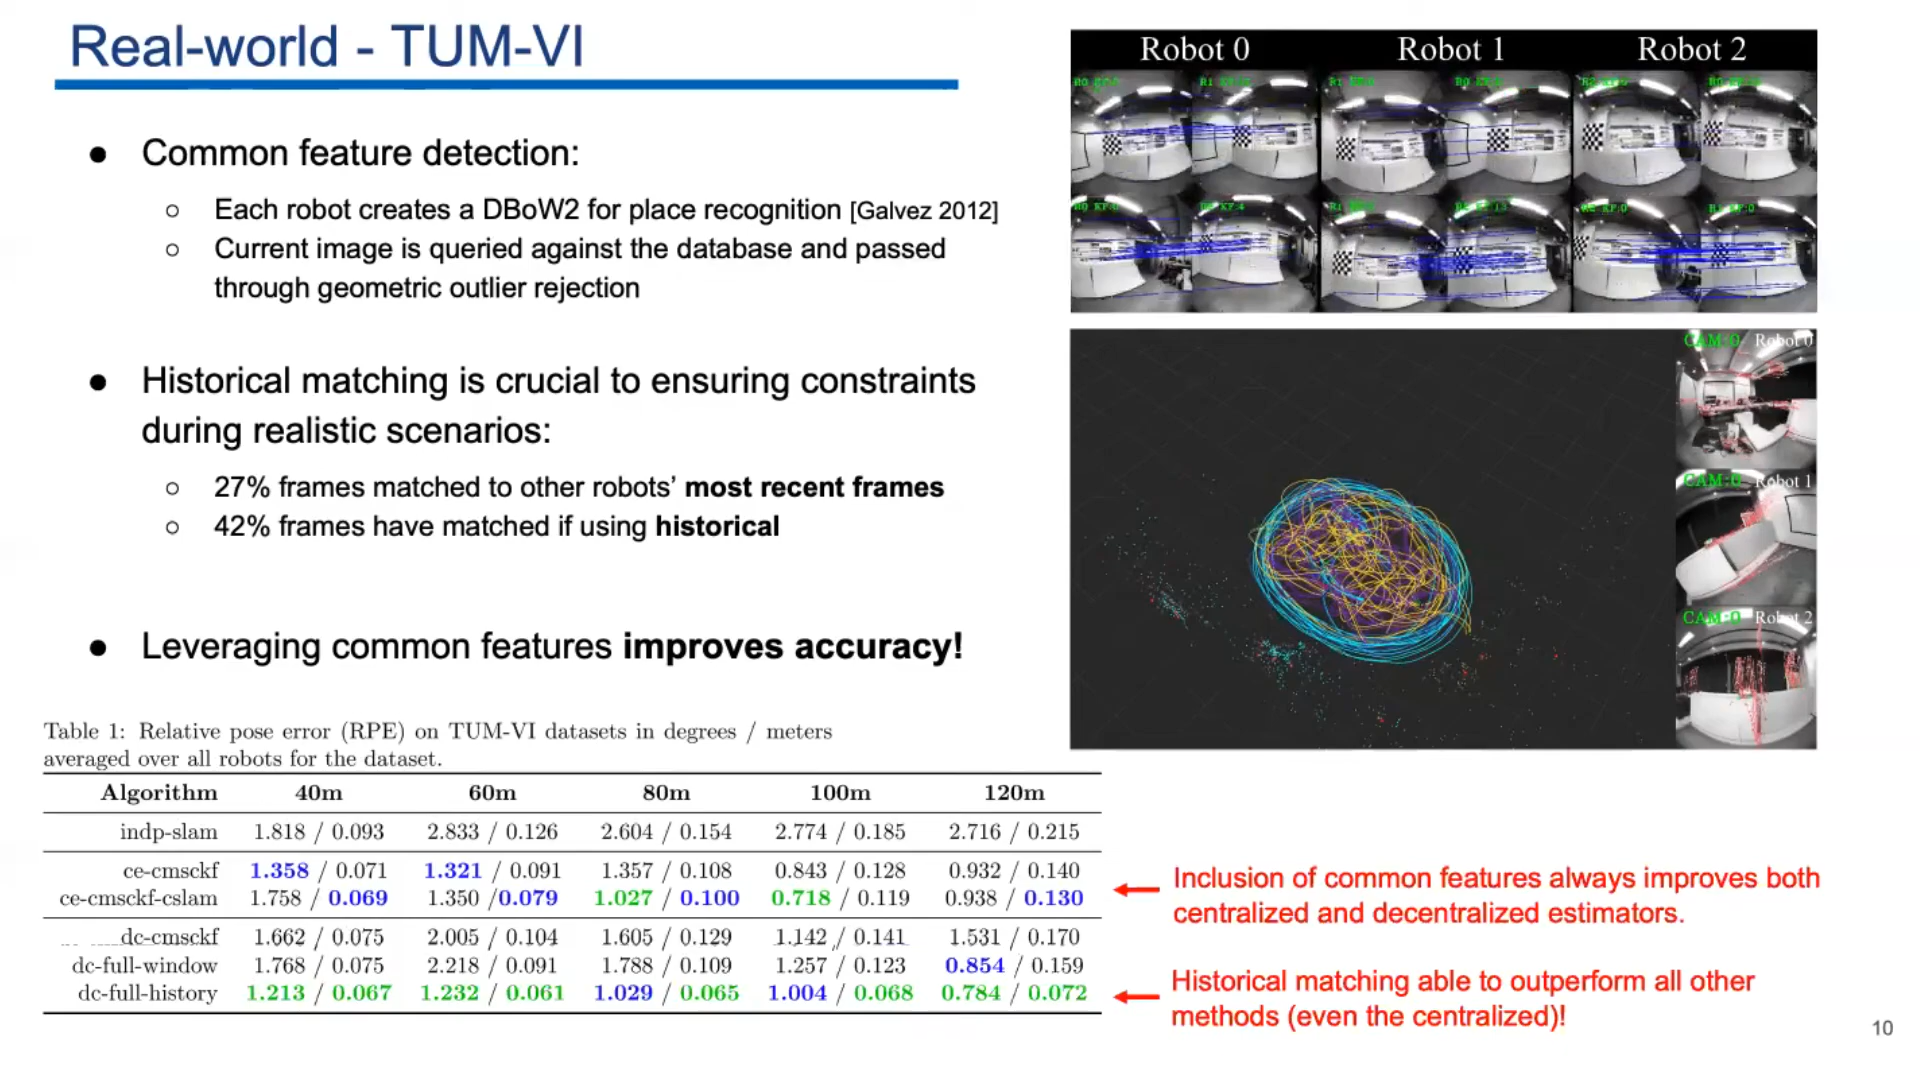 Real-world - TUM-VI
● Common feature detection:
○ Each robot creates a DBoW2 for place recognition [Galvez 2012]
○ Current image is queried against the database and passed
through geometric outlier rejection
● Historical matching is crucial to ensuring constraints
during realistic scenarios:
○ 27% frames matched to other robots’ most recent frames
○ 42% frames have matched if using historical
● Leveraging common features improves accuracy!
Robot 0 Robot 1 Robot 2
CAM:0 Robot 0
CAM:0 Robot 1
CAM:0 Robot 2
Table 1: Relative pose error (RPE) on TUM-VI datasets in degrees / meters
averaged over all robots for the dataset.
Algorithm 40m 60m 80m 100m 120m
indp-slam 1.818 / 0.093 2.833 / 0.126 2.604 / 0.154 2.774 / 0.185 2.716 / 0.215
ce-cmsckf 1.358 / 0.071 1.321 / 0.091 1.357 / 0.108 0.843 / 0.128 0.932 / 0.140
ce-cmsckf-cslam 1.758 / 0.069 1.350 /0.079 1.027 / 0.100 0.718 / 0.119 0.938 / 0.130
dc-cmsckf 1.662 / 0.075 2.005 / 0.104 1.605 / 0.129 1.142 / 0.141 1.531 / 0.170
dc-full-window 1.768 / 0.075 2.218 / 0.091 1.788 / 0.109 1.257 / 0.123 0.854 / 0.159
dc-full-history 1.213 / 0.067 1.232 / 0.061 1.029 / 0.065 1.004 / 0.068 0.784 / 0.072
Inclusion of common features always improves both
centralized and decentralized estimators.
Historical matching able to outperform all other
methods (even the centralized)!
10